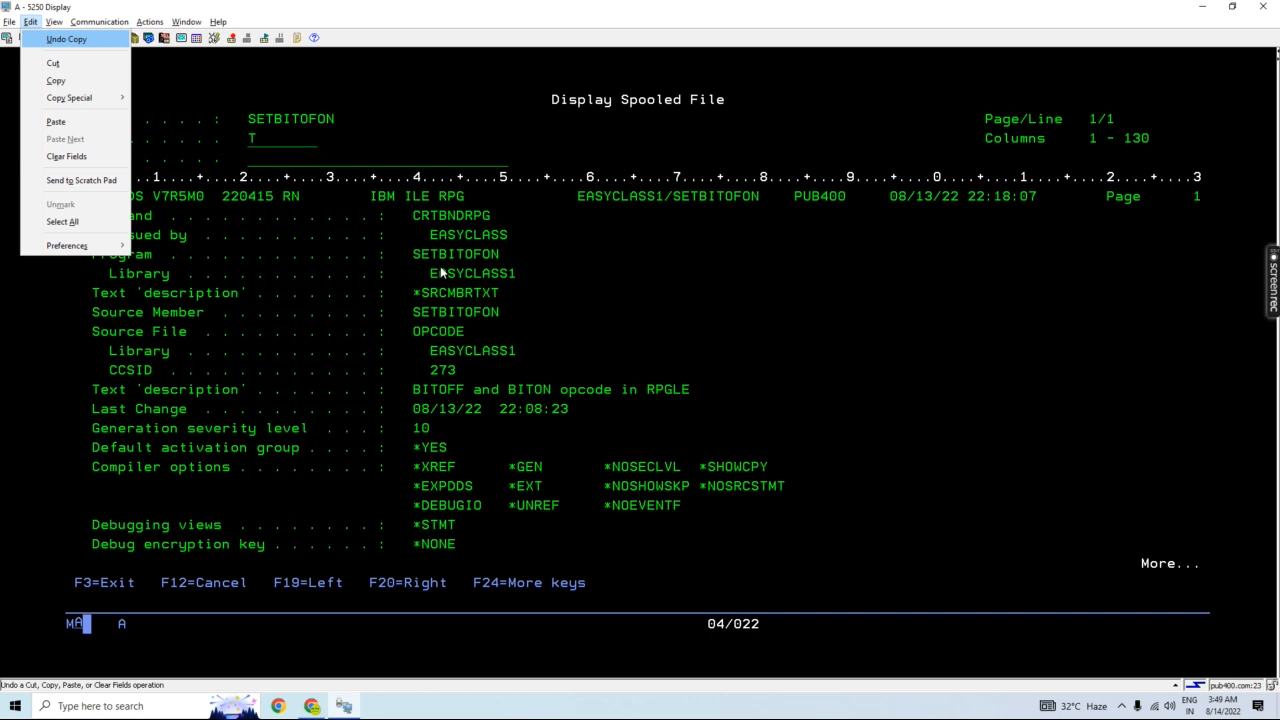 A - 5250 Display
File Edit View Communication Actions Window Help
Undo Copy
Cut
Copy
Copy Special
Paste
Paste Next
Clear Fields
Send to Scratch Pad
Unmark
Select All
Preferences
Display Spooled File
. . . . : SETBITOFON Page/Line 1/1
. . . . . T Columns 1 - 130
. . . . .
.1....+....2....+....3....+....4....+....5....+....6....+....7....+....8....+....9....+....0....+....1....+....2....+....3
OS V7R5M0 220415 RN IBM ILE RPG EASYCLASS1/SETBITOFON PUB400 08/13/22 22:18:07 Page 1
and . . . . . . . . . . . . : CRTBNDRPG
sued by . . . . . . . . . . : EASYCLASS
Program . . . . . . . . . . . : SETBITOFON
Library . . . . . . . . . . : EASYCLASS1
Text 'description' . . . . . . : *SRCMBRTXT
Source Member . . . . . . . . : SETBITOFON
Source File . . . . . . . . . : OPCODE
Library . . . . . . . . . . : EASYCLASS1
CCSID . . . . . . . . . . . : 273
Text 'description' . . . . . . : BITOFF and BITON opcode in RPGLE
Last Change . . . . . . . . . : 08/13/22 22:08:23
Generation severity level . . . : 10
Default activation group . . . . : *YES
Compiler options . . . . . . . . : *XREF *GEN *NOSECLVL *SHOWCPY
*EXPDDS *EXT *NOSHOWSKP *NOSRCSTMT
*DEBUGIO *UNREF *NOEVENTF
Debugging views . . . . . . . . : *STMT
Debug encryption key . . . . . . : *NONE
More...
F3=Exit F12=Cancel F19=Left F20=Right F24=More keys
MA A 04/022
Undo a Cut, Copy, Paste, or Clear Fields operation pub400.com:23
Type here to search 32°C Haze ENG IN 3:49 AM 8/14/2022
screenrec